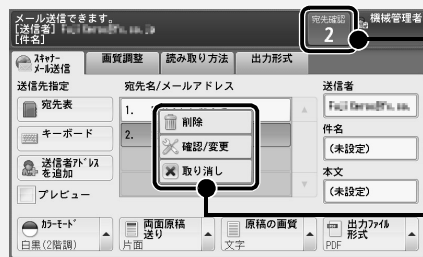 メール送信できます。
[送信者]
[件名]
宛先確認
2
機械管理者
スキャナー
メール送信
画質調整
読み取り方法
出力形式
送信先指定
宛先名/メールアドレス
送信者
宛先表
1.
キーボード
2.
削除
確認/変更
取り消し
件名
(未設定)
送信者アドレス
を追加
本文
(未設定)
プレビュー
カラーモード
白黒(2階調)
両面原稿
送り
片面
原稿の画質
文字
出力ファイル
形式
PDF